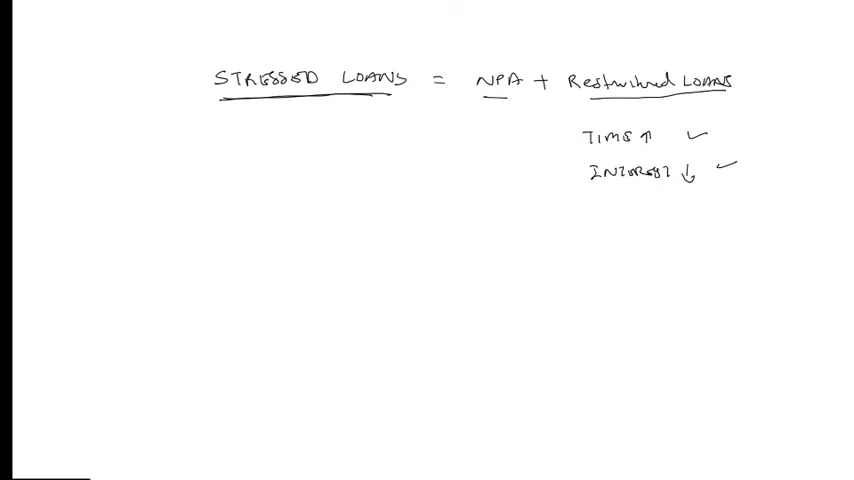 STRESSED LOANS = NPA + Restructured LOANS
TIME ↑ ✓
INTEREST ↓ ✓